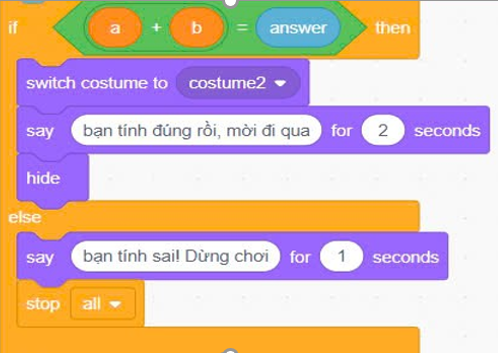 if a + b = answer then
switch costume to costume2
say bạn tính đúng rồi, mời đi qua for 2 seconds
hide
else
say bạn tính sai! Dừng chơi for 1 seconds
stop all